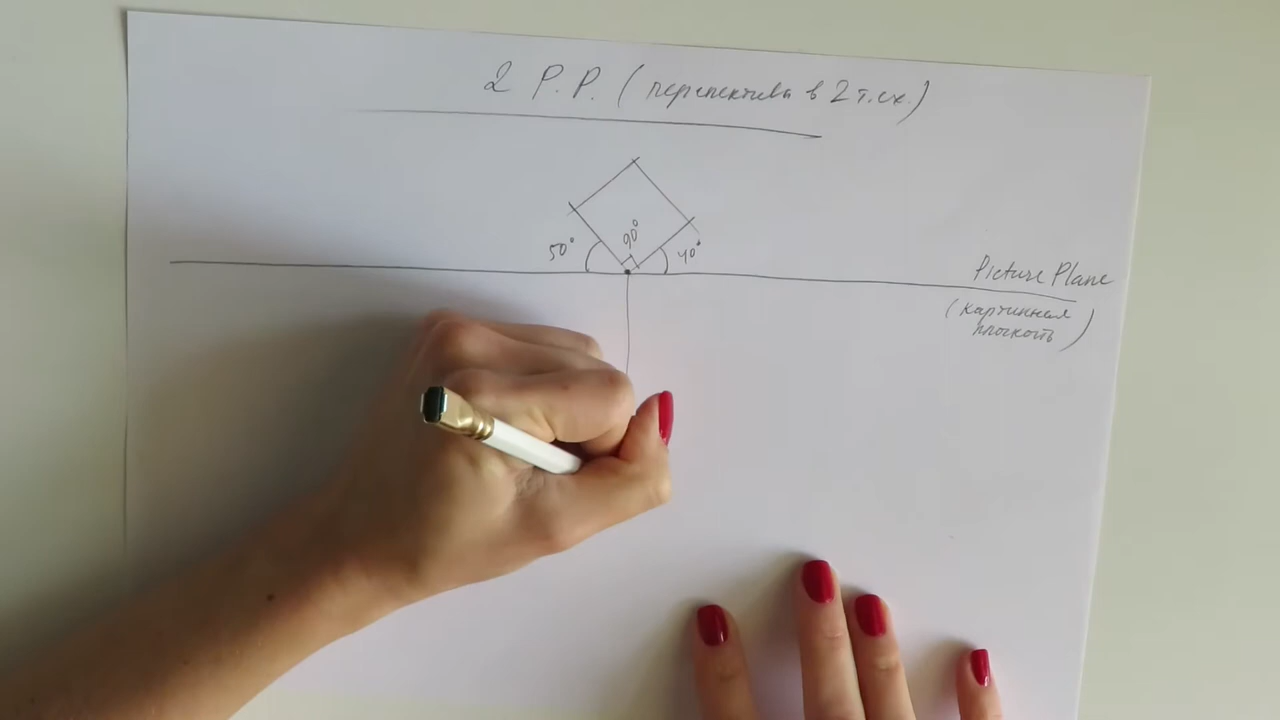 2 P.P. (перспектива в 2 т.сх.)
90°
50°
40°
Picture Plane
(картинная
плоскость)